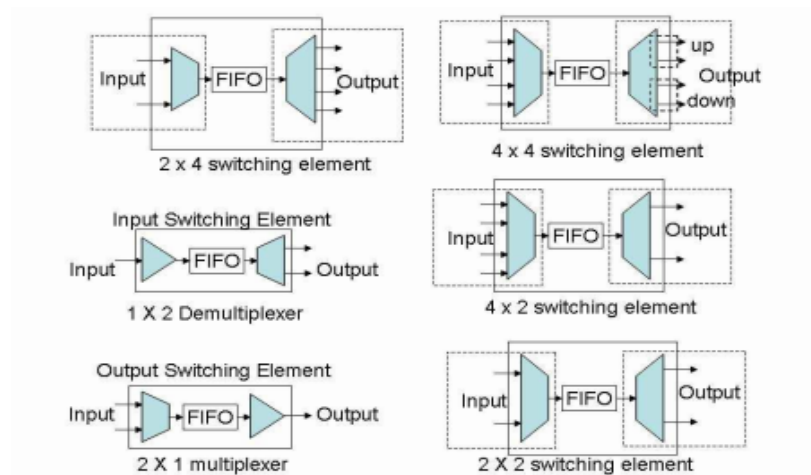 Input
FIFO
Output
2 x 4 switching element
Input
FIFO
up
Output
down
4 x 4 switching element
Input Switching Element
Input
FIFO
Output
1 X 2 Demultiplexer
Input
FIFO
Output
4 x 2 switching element
Output Switching Element
Input
FIFO
Output
2 X 1 multiplexer
Input
FIFO
Output
2 X 2 switching element